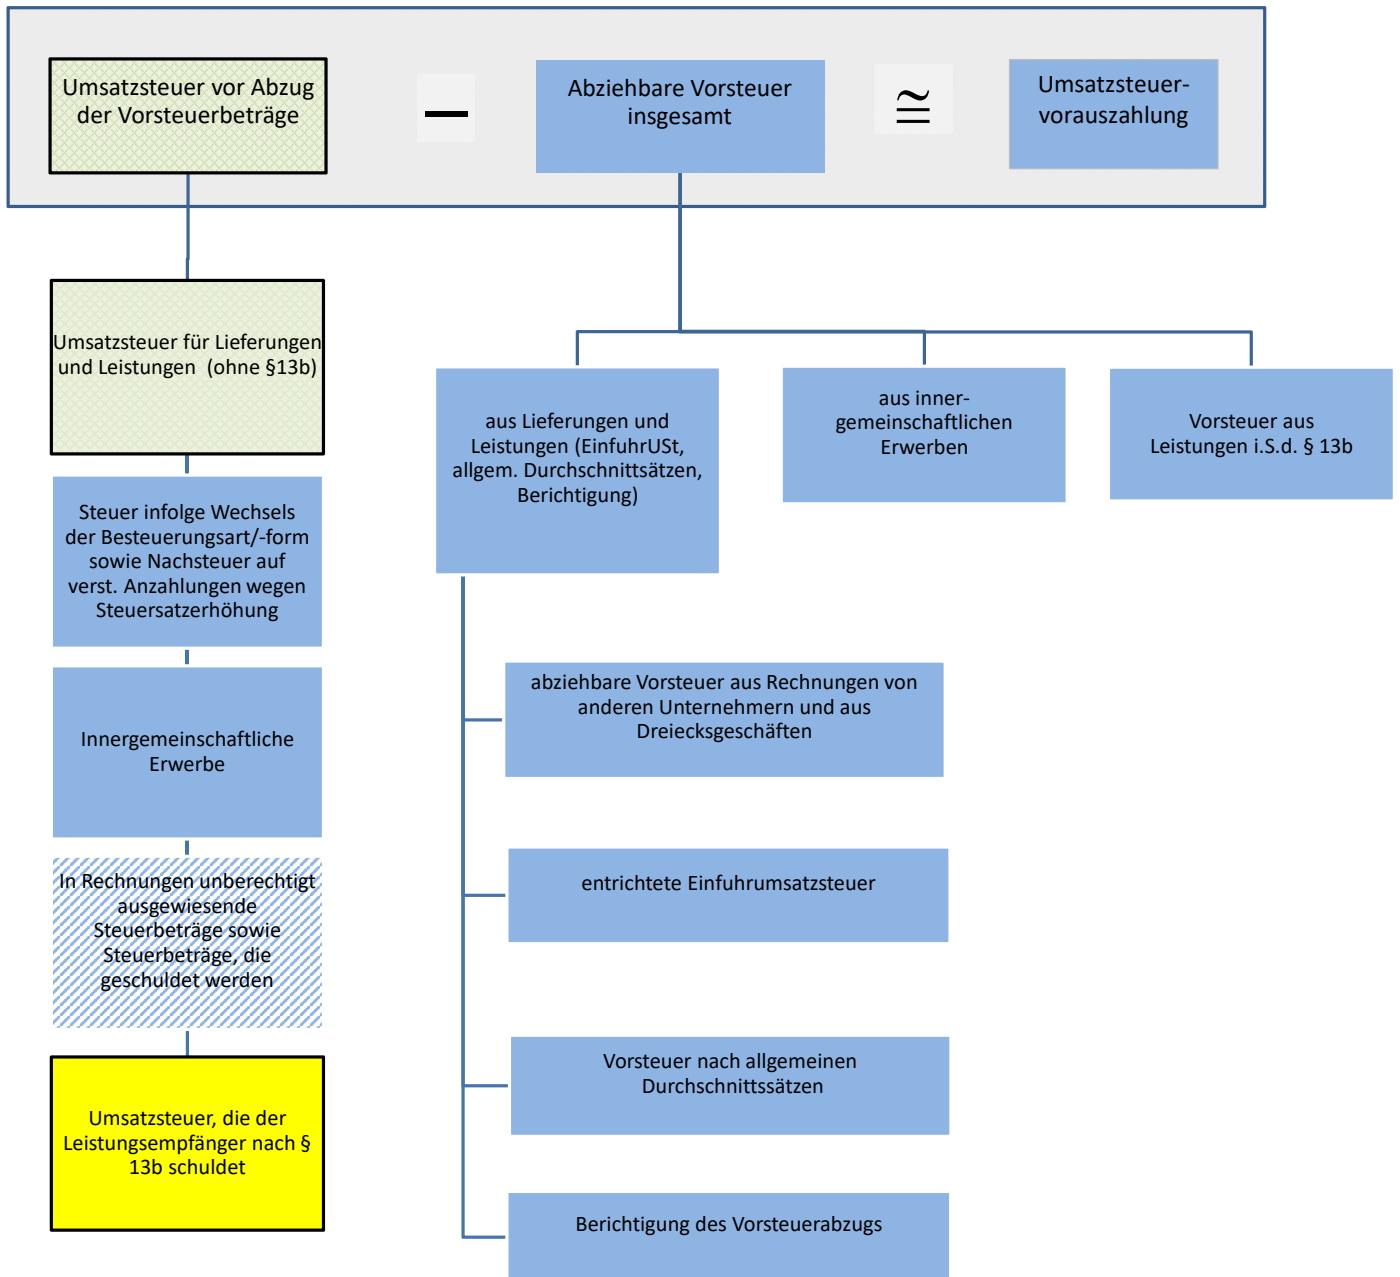 Umsatzsteuer vor Abzug
der Vorsteuerbeträge
—
Abziehbare Vorsteuer
insgesamt
≅
Umsatzsteuer-
vorauszahlung
Umsatzsteuer für Lieferungen
und Leistungen (ohne §13b)
Steuer infolge Wechsels
der Besteuerungsart/-form
sowie Nachsteuer auf
verst. Anzahlungen wegen
Steuersatzerhöhung
Innergemeinschaftliche
Erwerbe
In Rechnungen unberechtigt
ausgewiesende
Steuerbeträge sowie
Steuerbeträge, die
geschuldet werden
Umsatzsteuer, die der
Leistungsempfänger nach §
13b schuldet
aus Lieferungen und
Leistungen (EinfuhrUSt,
allgem. Durchschnittsätzen,
Berichtigung)
aus inner-
gemeinschaftlichen
Erwerben
Vorsteuer aus
Leistungen i.S.d. § 13b
abziehbare Vorsteuer aus Rechnungen von
anderen Unternehmern und aus
Dreiecksgeschäften
entrichtete Einfuhrumsatzsteuer
Vorsteuer nach allgemeinen
Durchschnittssätzen
Berichtigung des Vorsteuerabzugs